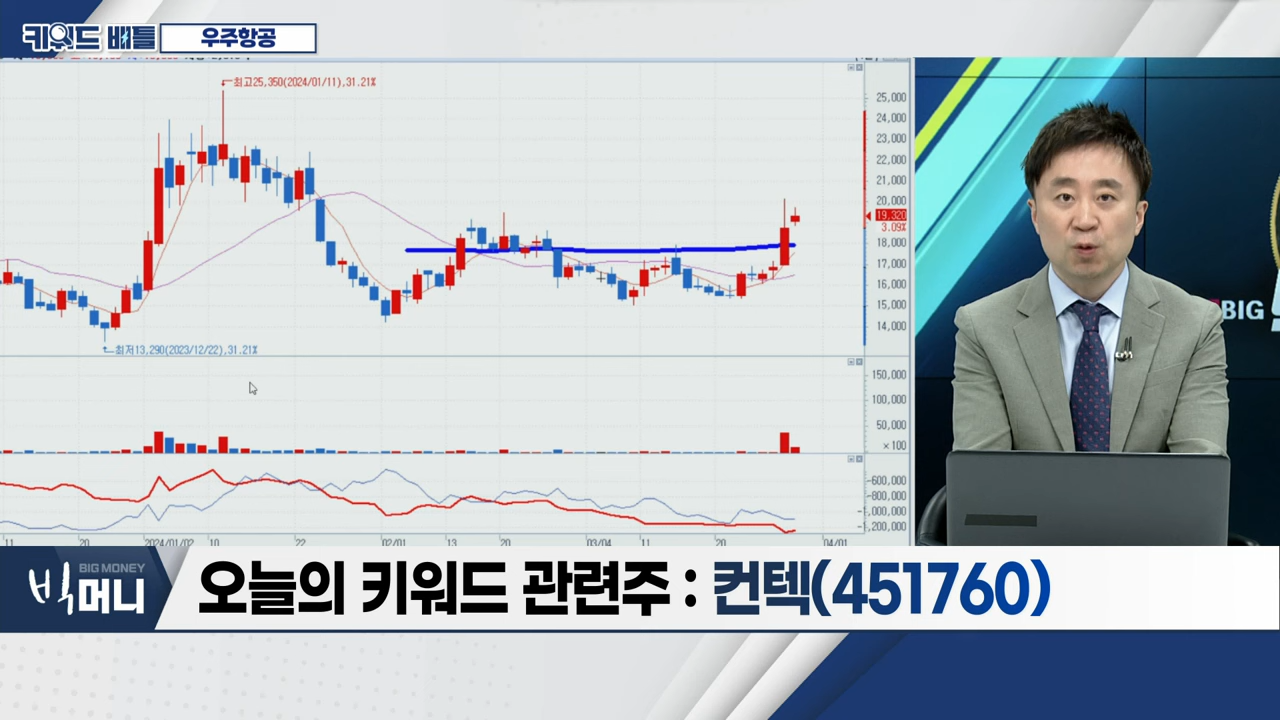 키워드 배틀 우주항공
최고25,350(2024/01/11),31.21%
25,000
24,000
23,000
22,000
21,000
20,000
19,320
3.09%
18,000
17,000
16,000
15,000
14,000
최저13,290(2023/12/22),31.21%
150,000
100,000
50,000
×100
-600,000
-800,000
-1,000,000
-1,200,000
11 20 2024/01/02 10 22 02/01 13 20 03/04 11 20 04/01
BIG
BIG MONEY
빅머니
오늘의 키워드 관련주 : 컨텍(451760)